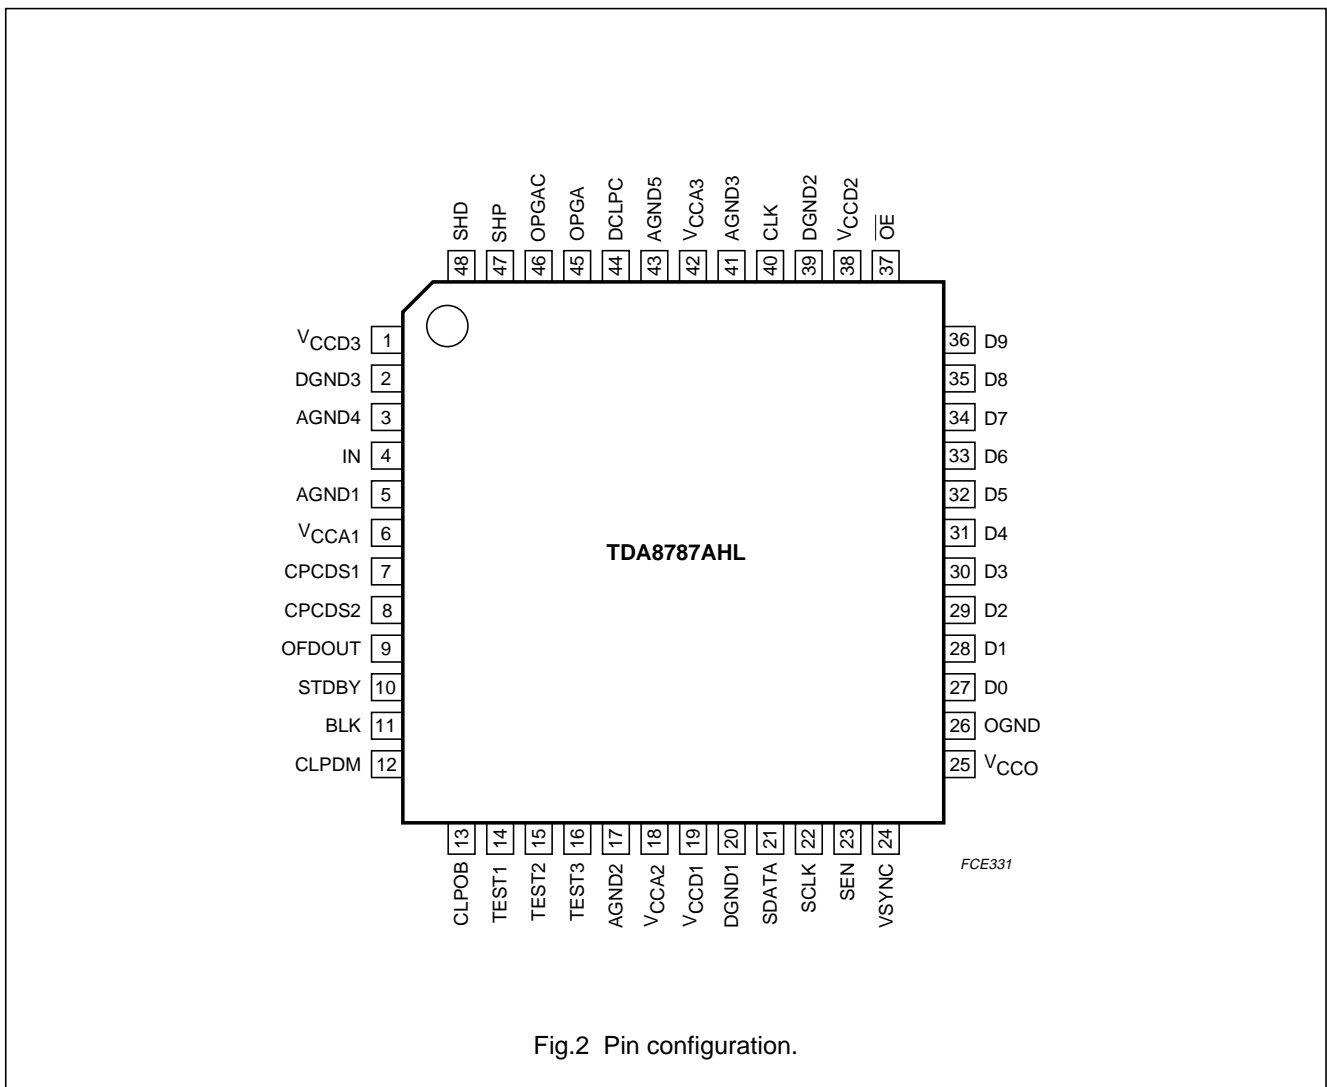 SHD
SHP
OPGAC
OPGA
DCLPC
AGND5
VCCA3
AGND3
CLK
DGND2
VCCD2
OE
48
47
46
45
44
43
42
41
40
39
38
37
VCCD3 1
DGND3 2
AGND4 3
IN 4
AGND1 5
VCCA1 6
CPCDS1 7
CPCDS2 8
OFDOUT 9
STDBY 10
BLK 11
CLPDM 12
TDA8787AHL
36 D9
35 D8
34 D7
33 D6
32 D5
31 D4
30 D3
29 D2
28 D1
27 D0
26 OGND
25 VCCO
13
14
15
16
17
18
19
20
21
22
23
24
CLPOB
TEST1
TEST2
TEST3
AGND2
VCCA2
VCCD1
DGND1
SDATA
SCLK
SEN
VSYNC
FCE331
Fig.2 Pin configuration.